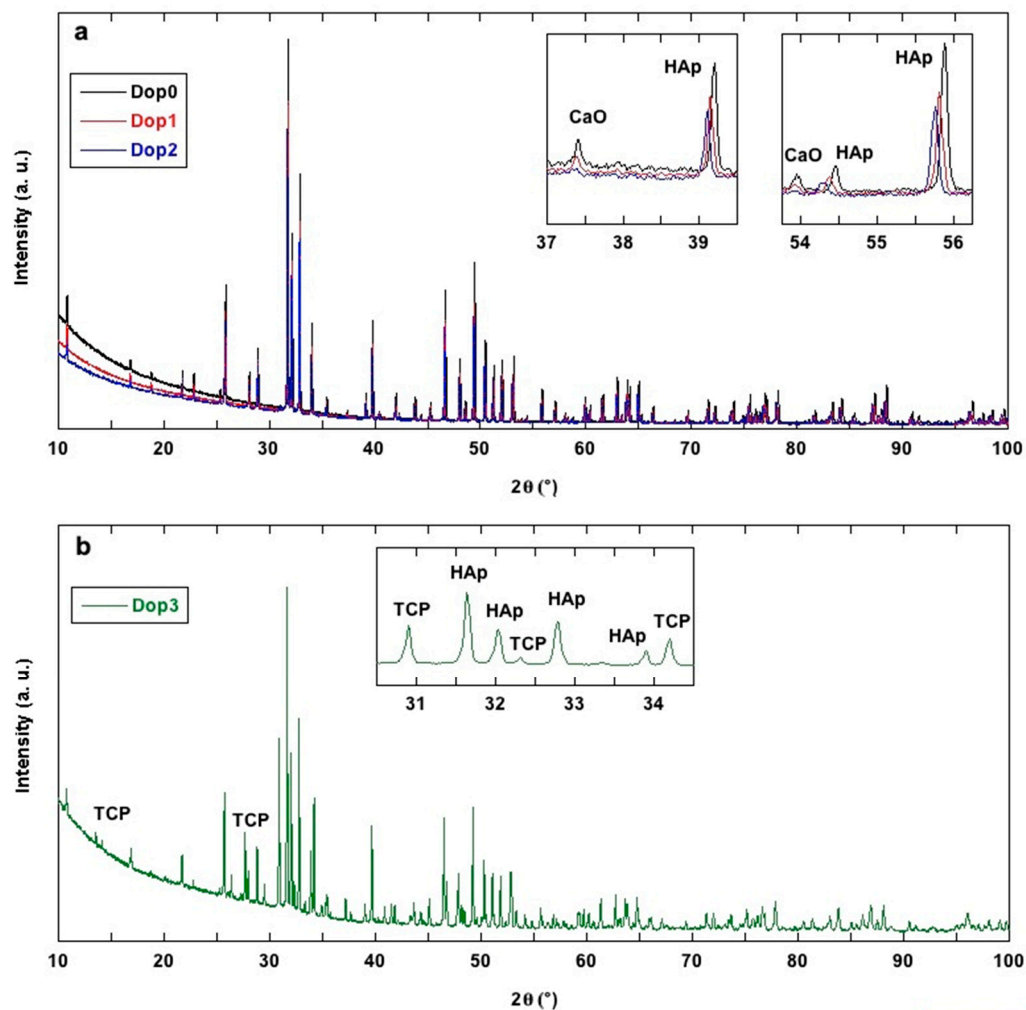 a
Dop0
Dop1
Dop2
Intensity (a. u.)
HAp
CaO
37 38 39
HAp
CaO
HAp
54 55 56
10 20 30 40 50 60 70 80 90 100
2θ (°)
b
Dop3
Intensity (a. u.)
HAp
TCP
HAp
TCP
HAp
HAp
TCP
31 32 33 34
TCP
TCP
10 20 30 40 50 60 70 80 90 100
2θ (°)